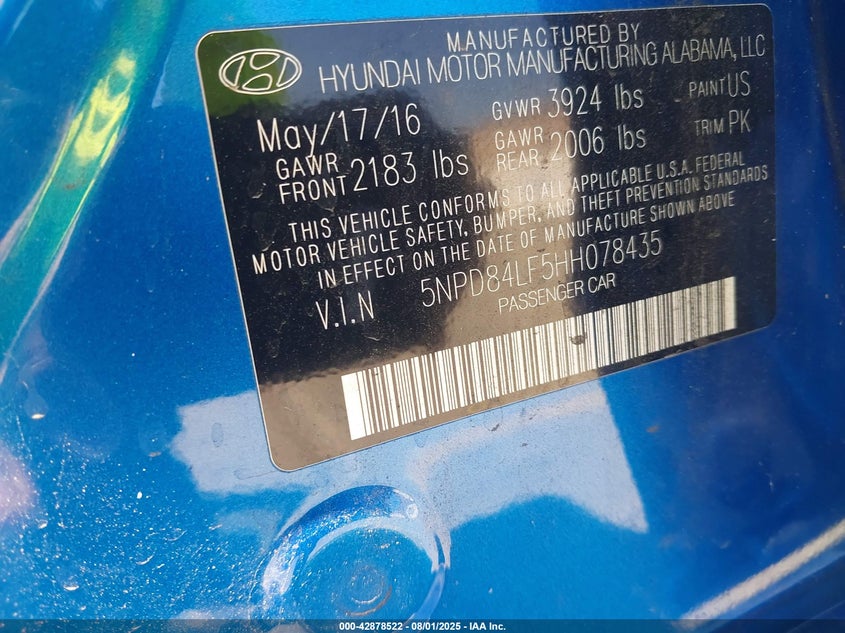 MANUFACTURED BY
HYUNDAI MOTOR MANUFACTURING ALABAMA, LLC
May/17/16 GVWR 3924 lbs PAINT US
GAWR FRONT 2183 lbs GAWR REAR 2006 lbs TRIM PK
THIS VEHICLE CONFORMS TO ALL APPLICABLE U.S.A. FEDERAL
MOTOR VEHICLE SAFETY, BUMPER, AND THEFT PREVENTION STANDARDS
IN EFFECT ON THE DATE OF MANUFACTURE SHOWN ABOVE
V.I.N 5NPD84LF5HH078435
PASSENGER CAR
000-42878522 - 08/01/2025 - IAA Inc.